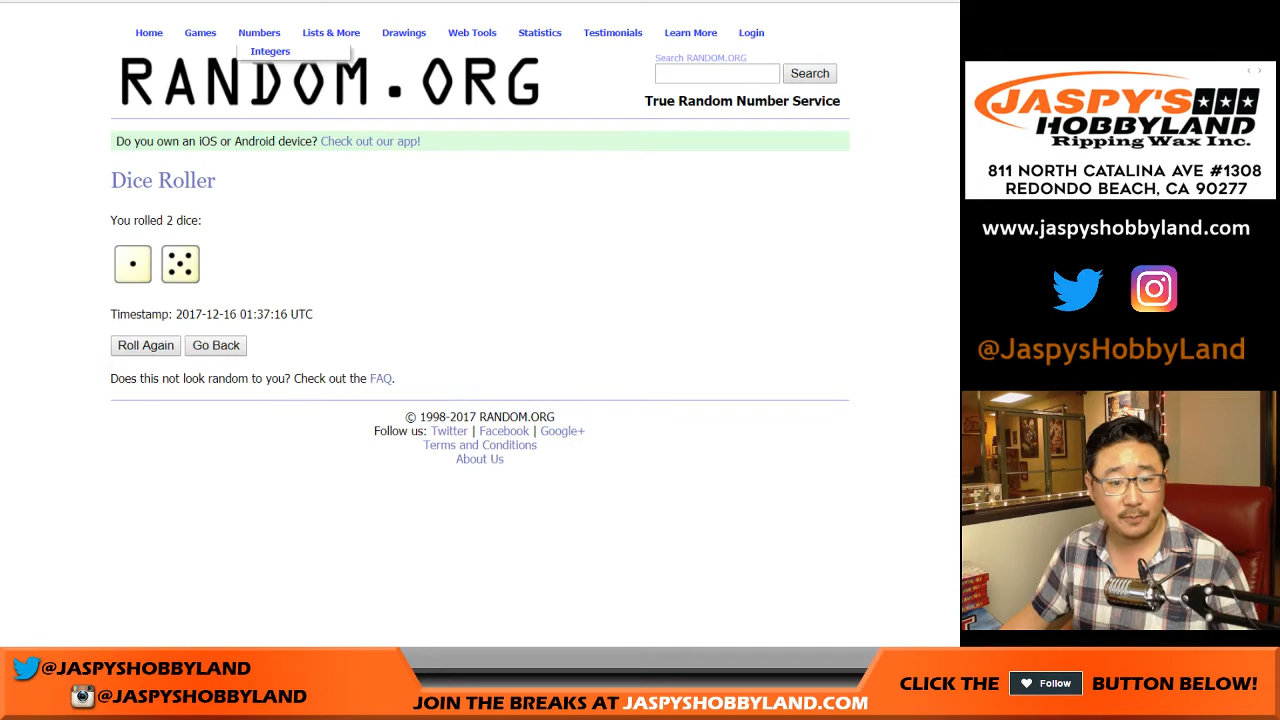 Home Games Numbers Lists & More Drawings Web Tools Statistics Testimonials Learn More Login
Integers
RANDOM.ORG
Search RANDOM.ORG
Search
True Random Number Service
Do you own an iOS or Android device? Check out our app!
Dice Roller
You rolled 2 dice:
Timestamp: 2017-12-16 01:37:16 UTC
Roll Again Go Back
Does this not look random to you? Check out the FAQ.
© 1998-2017 RANDOM.ORG
Follow us: Twitter | Facebook | Google+
Terms and Conditions
About Us
JASPY'S
HOBBYLAND
Ripping Wax Inc.
811 NORTH CATALINA AVE #1308
REDONDO BEACH, CA 90277
www.jaspyshobbyland.com
@JaspysHobbyLand
@JASPYSHOBBYLAND
@JASPYSHOBBYLAND
JOIN THE BREAKS AT JASPYSHOBBYLAND.COM
CLICK THE Follow BUTTON BELOW!